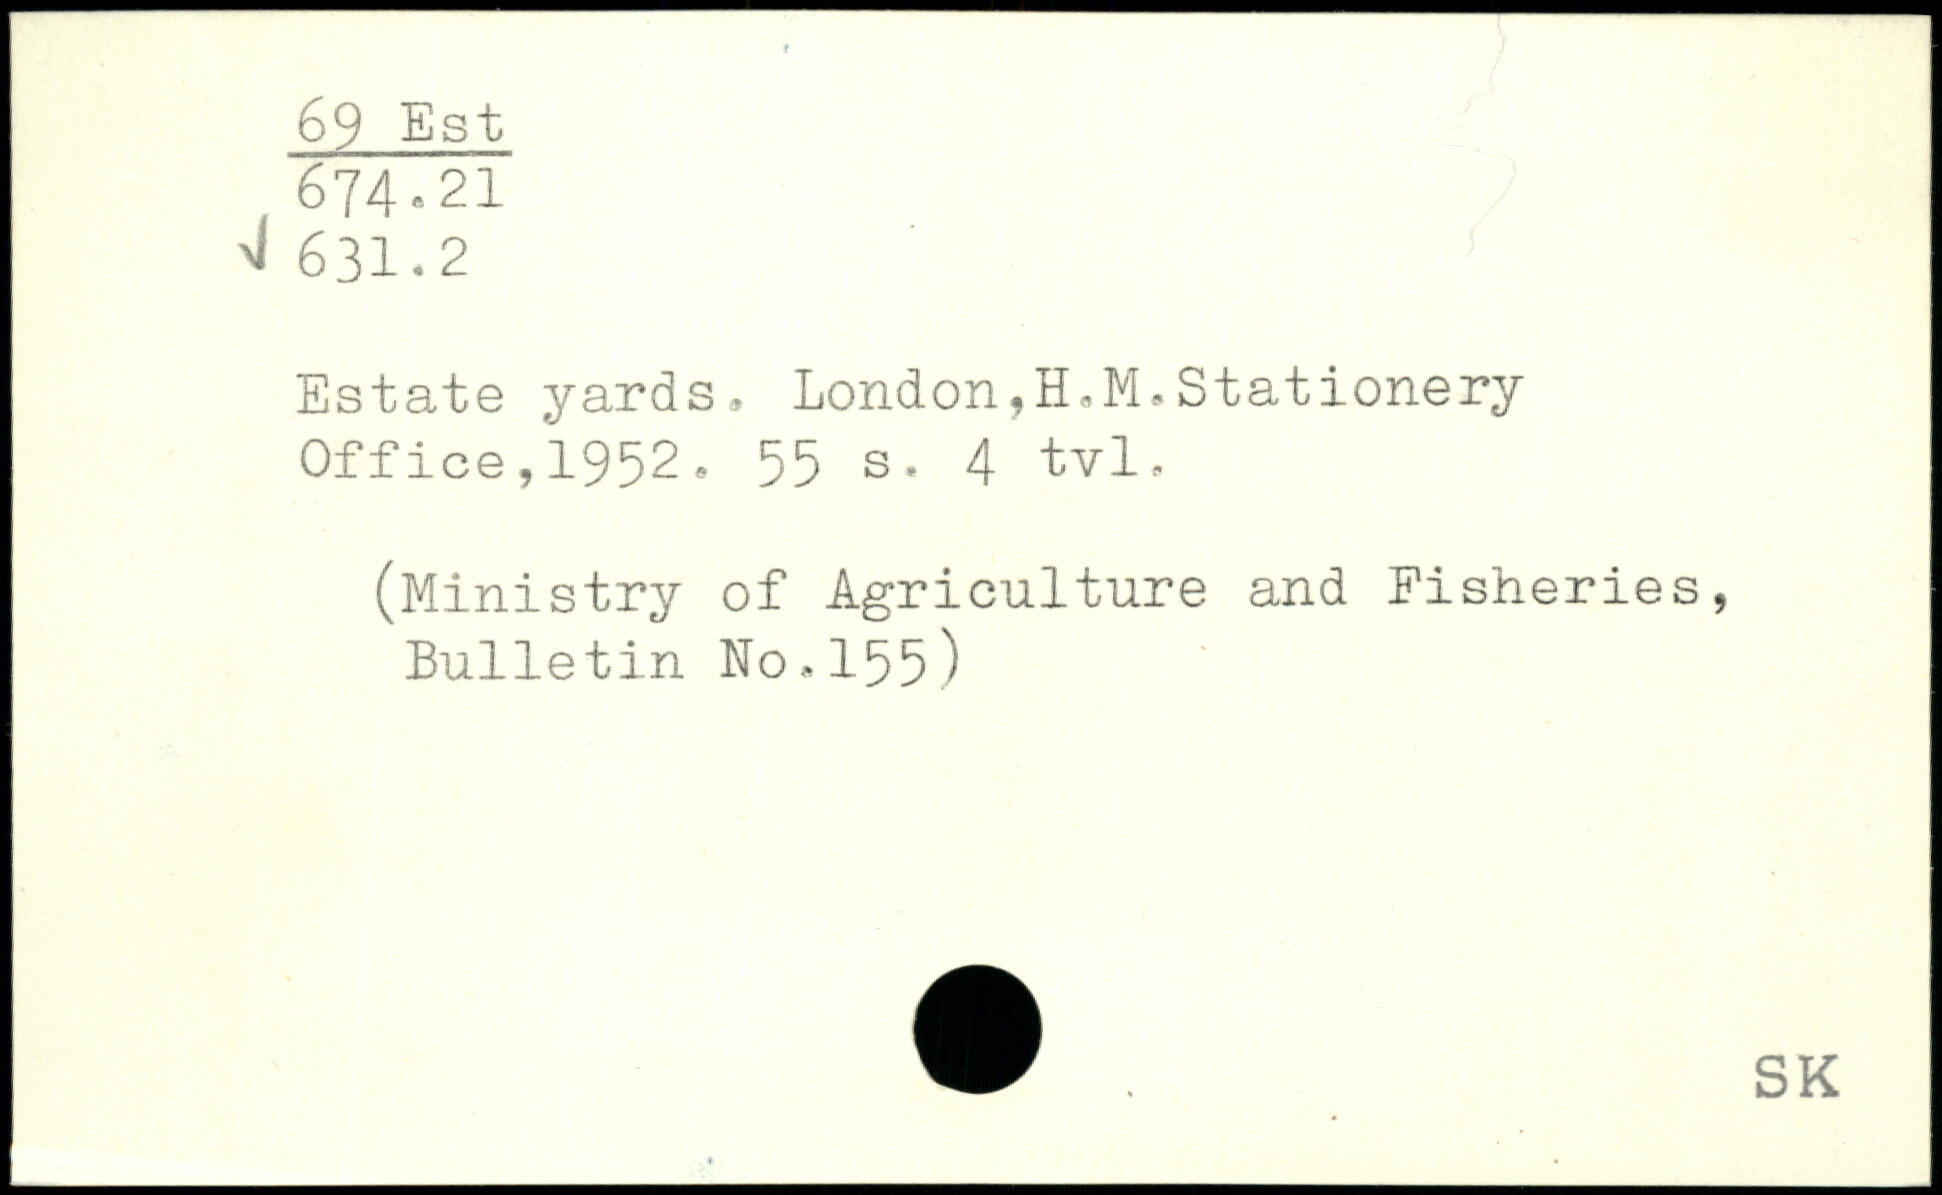 69 Est
674.21
✓ 631.2
Estate yards. London,H.M.Stationery
Office,1952. 55 s. 4 tvl.
(Ministry of Agriculture and Fisheries,
Bulletin No.155)
SK